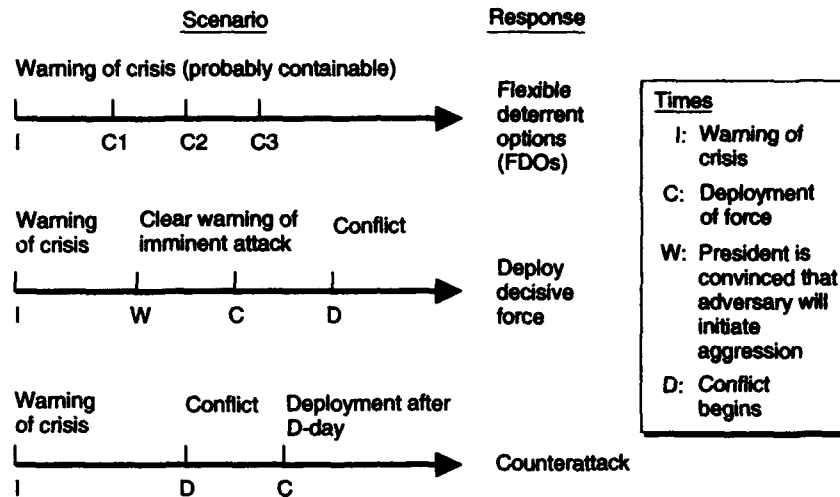 Scenario
Response
Warning of crisis (probably containable)
I C1 C2 C3
Flexible
deterrent
options
(FDOs)
Warning
of crisis
Clear warning of
imminent attack
Conflict
I W C D
Deploy
decisive
force
Warning
of crisis
Conflict
Deployment after
D-day
I D C
Counterattack
Times
I: Warning of
crisis
C: Deployment
of force
W: President is
convinced that
adversary will
initiate
aggression
D: Conflict
begins